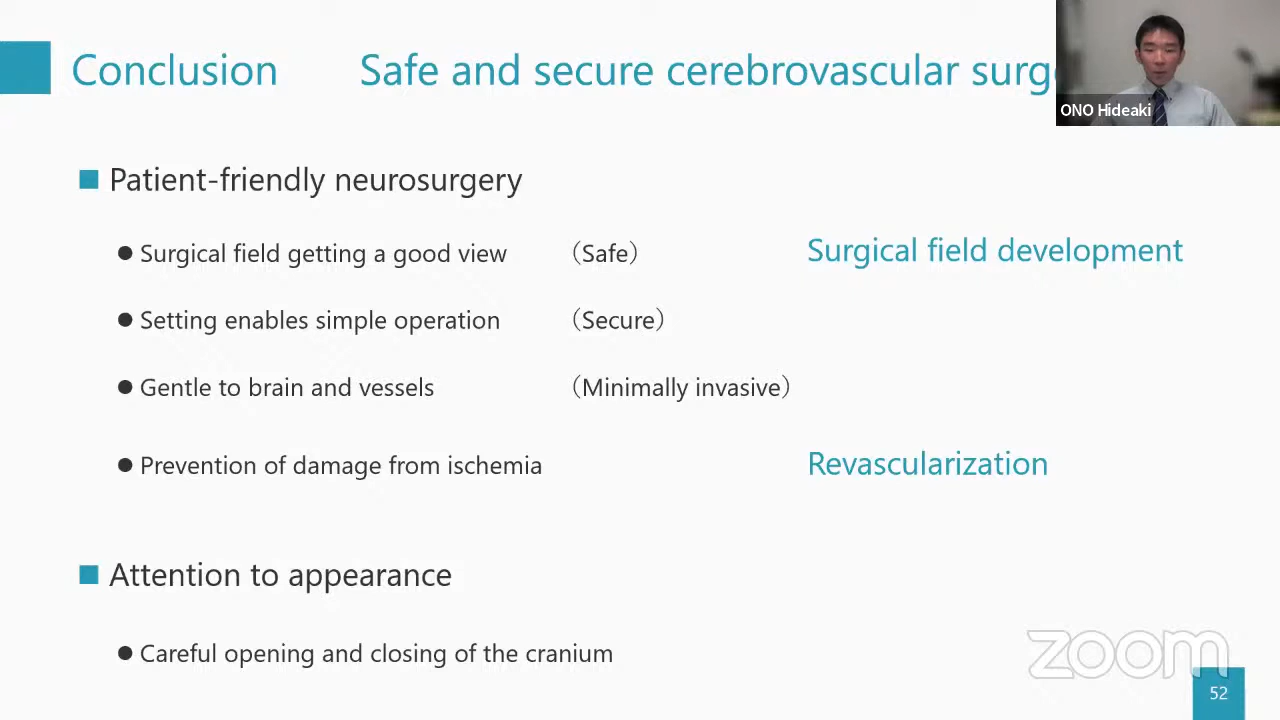 Conclusion Safe and secure cerebrovascular
ONO Hideaki
Patient-friendly neurosurgery
● Surgical field getting a good view （Safe） Surgical field development
● Setting enables simple operation （Secure）
● Gentle to brain and vessels （Minimally invasive）
● Prevention of damage from ischemia Revascularization
Attention to appearance
● Careful opening and closing of the cranium
zoom
52